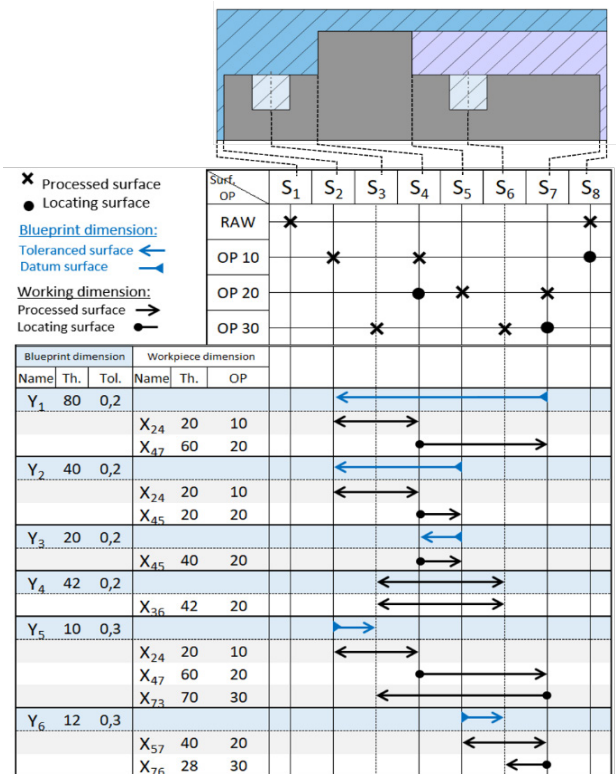 Processed surface
Locating surface
Blueprint dimension:
Toleranced surface
Datum surface
Working dimension:
Processed surface
Locating surface
Surf. OP S1 S2 S3 S4 S5 S6 S7 S8
RAW
OP 10
OP 20
OP 30
Blueprint dimension Workpiece dimension
Name Th. Tol. Name Th. OP
Y1 80 0,2
X24 20 10
X47 60 20
Y2 40 0,2
X24 20 10
X45 20 20
Y3 20 0,2
X45 40 20
Y4 42 0,2
X36 42 20
Y5 10 0,3
X24 20 10
X47 60 20
X73 70 30
Y6 12 0,3
X57 40 20
X76 28 30